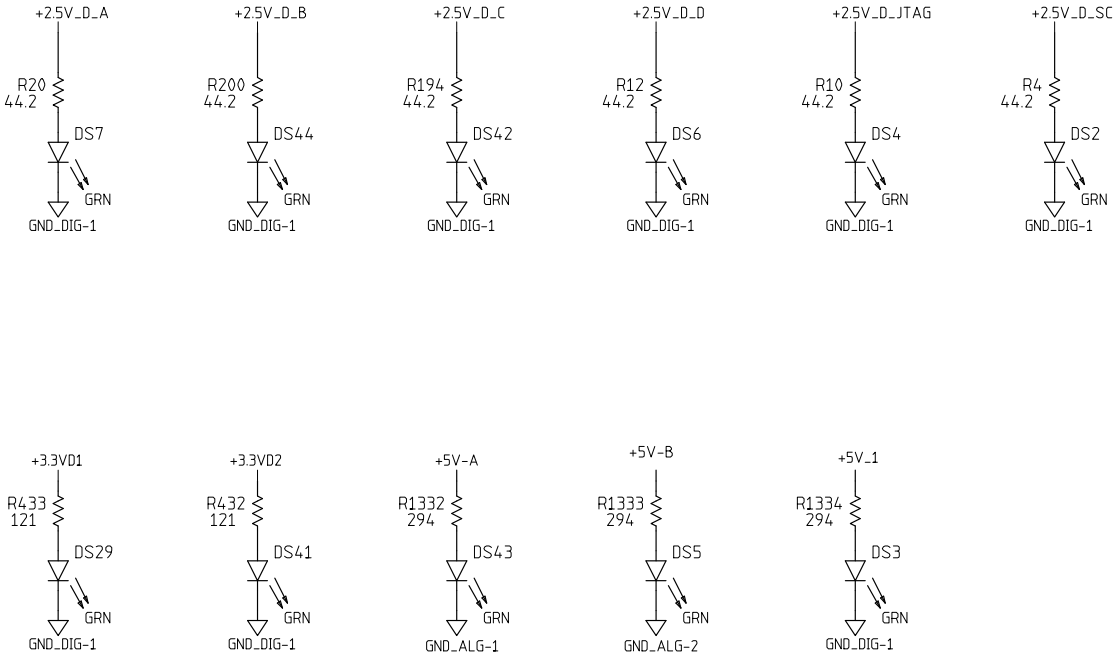 +2.5V_D_A
+2.5V_D_B
+2.5V_D_C
+2.5V_D_D
+2.5V_D_JTAG
+2.5V_D_SC
R20
44.2
R200
44.2
R194
44.2
R12
44.2
R10
44.2
R4
44.2
DS7
DS44
DS42
DS6
DS4
DS2
GRN
GRN
GRN
GRN
GRN
GRN
GND_DIG-1
GND_DIG-1
GND_DIG-1
GND_DIG-1
GND_DIG-1
GND_DIG-1
+3.3VD1
+3.3VD2
+5V-A
+5V-B
+5V_1
R433
121
R432
121
R1332
294
R1333
294
R1334
294
DS29
DS41
DS43
DS5
DS3
GRN
GRN
GRN
GRN
GRN
GND_DIG-1
GND_DIG-1
GND_ALG-1
GND_ALG-2
GND_DIG-1